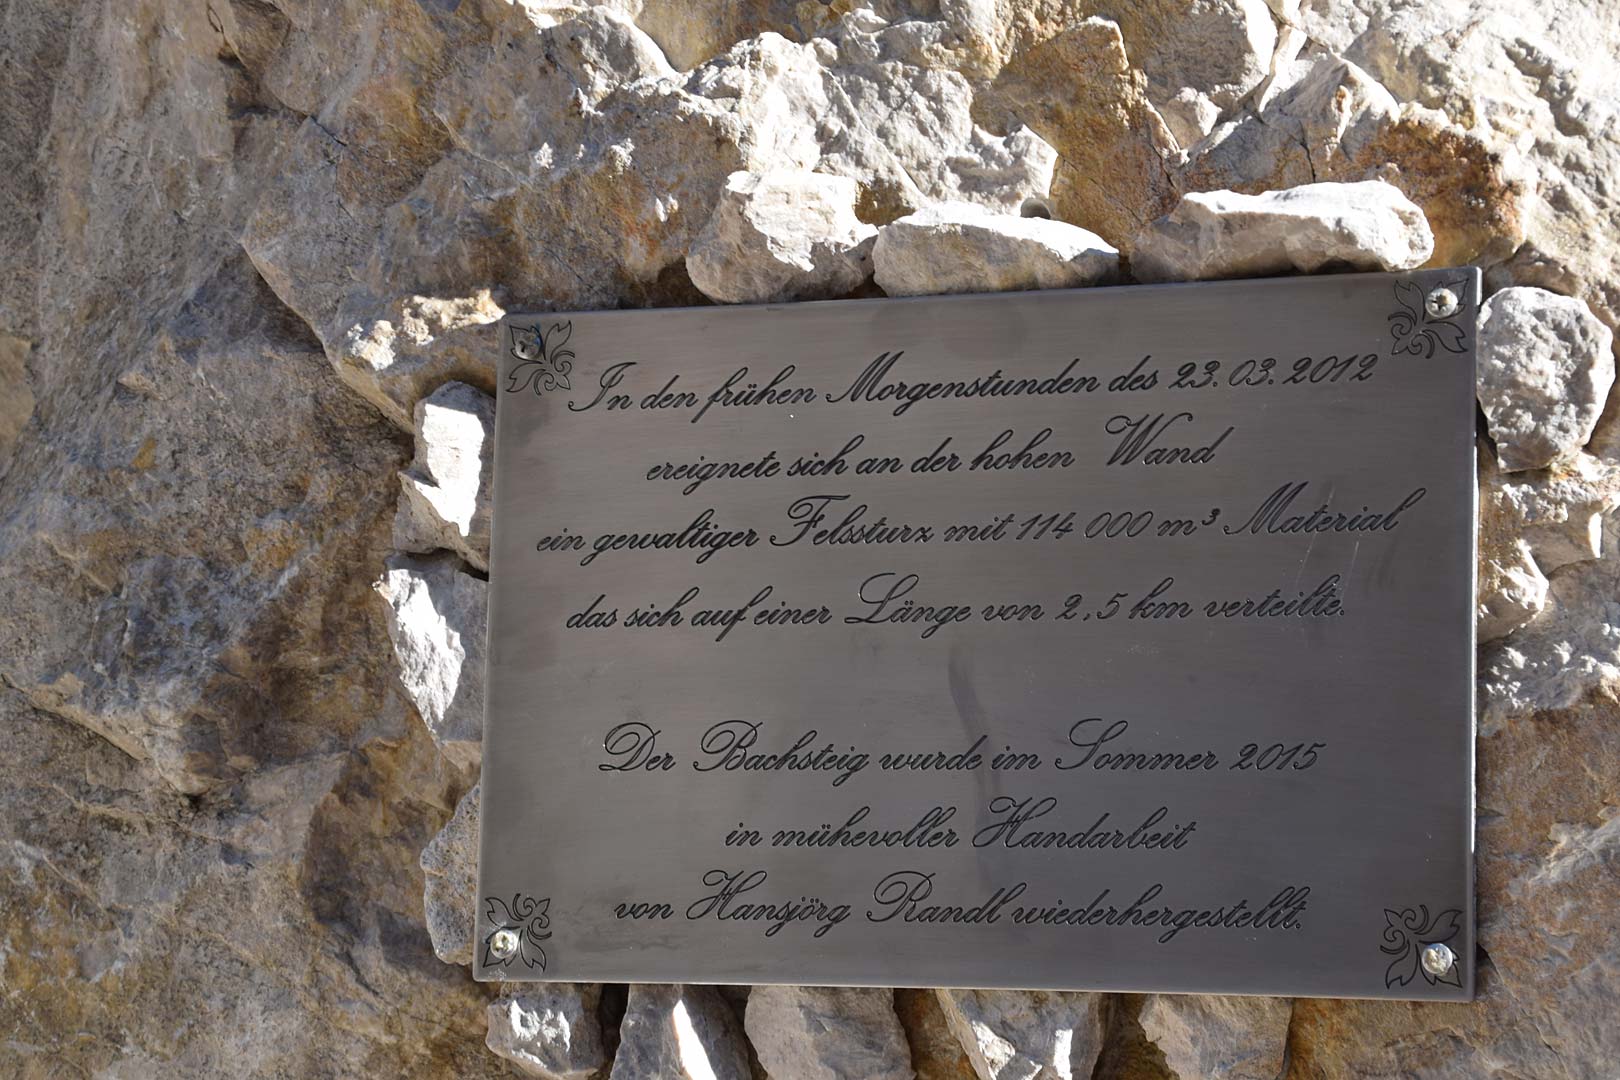 In den frühen Morgenstunden des 23.03.2012
ereignete sich an der hohen Wand
ein gewaltiger Felssturz mit 114 000 m³ Material
das sich auf einer Länge von 2,5 km verteilte.
Der Bachsteig wurde im Sommer 2015
in mühevoller Handarbeit
von Hansjörg Randl wiederhergestellt.